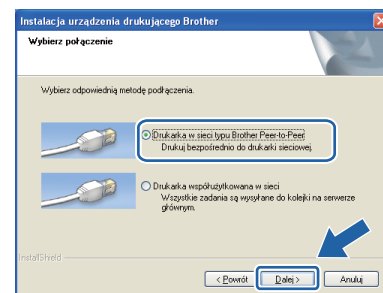 Instalacja urządzenia drukującego Brother
Wybierz połączenie
Wybierz odpowiednią metodę podłączenia.
Drukarka w sieci typu Brother Peer-to-Peer
Drukuj bezpośrednio do drukarki sieciowej.
Drukarka współużytkowana w sieci
Wszystkie zadania są wysyłane do kolejki na serwerze
głównym.
InstallShield
< Powrót
Dalej >
Anuluj